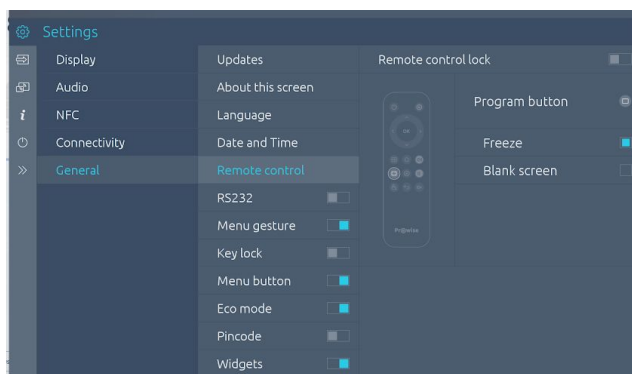 Settings
Display
Audio
NFC
Connectivity
General
Updates
About this screen
Language
Date and Time
Remote control
RS232
Menu gesture
Key lock
Menu button
Eco mode
Pincode
Widgets
Remote control lock
OK
Prowise
Program button
Freeze
Blank screen